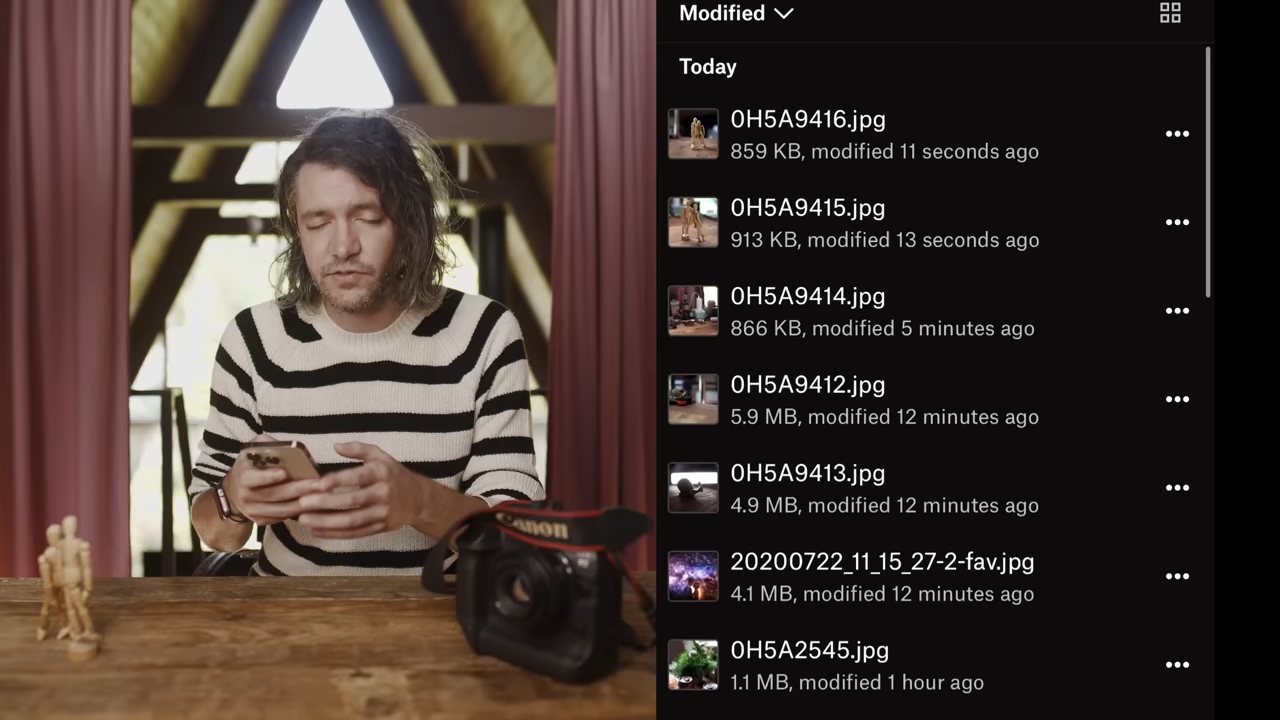 Modified
Today
0H5A9416.jpg
859 KB, modified 11 seconds ago
0H5A9415.jpg
913 KB, modified 13 seconds ago
0H5A9414.jpg
866 KB, modified 5 minutes ago
0H5A9412.jpg
5.9 MB, modified 12 minutes ago
0H5A9413.jpg
4.9 MB, modified 12 minutes ago
20200722_11_15_27-2-fav.jpg
4.1 MB, modified 12 minutes ago
0H5A2545.jpg
1.1 MB, modified 1 hour ago
Canon